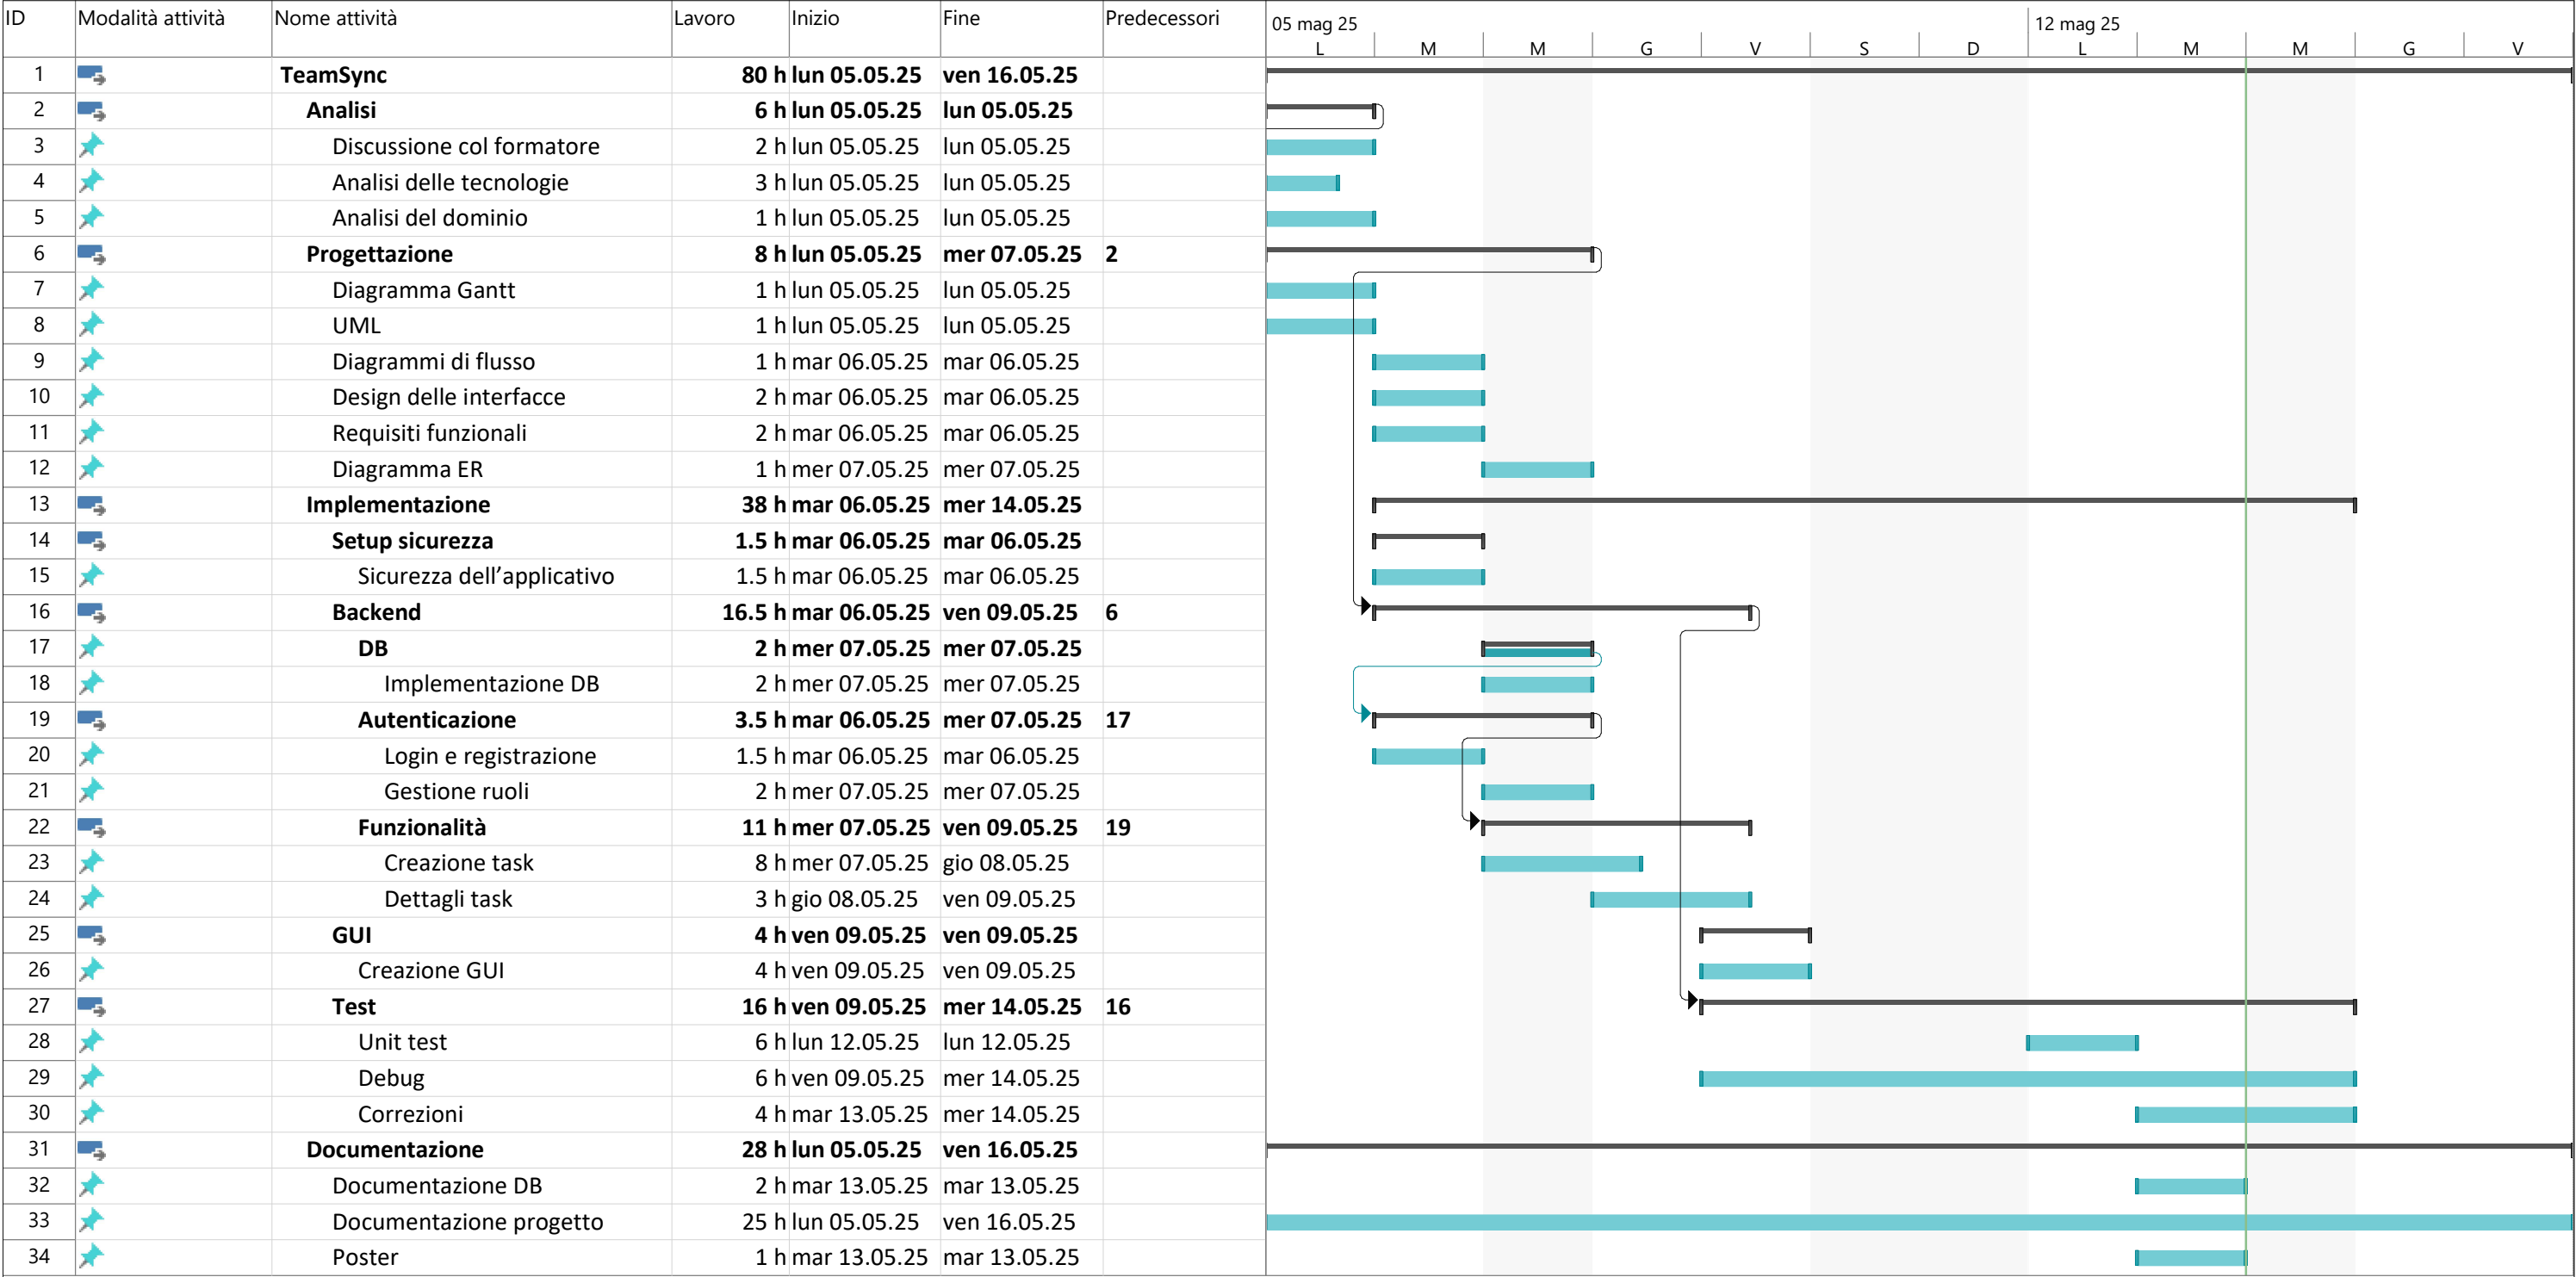 ID Modalità attività Nome attività Lavoro Inizio Fine Predecessori 05 mag 25 12 mag 25
L M M G V S D L M M G V
1 TeamSync 80 h lun 05.05.25 ven 16.05.25
2 Analisi 6 h lun 05.05.25 lun 05.05.25
3 Discussione col formatore 2 h lun 05.05.25 lun 05.05.25
4 Analisi delle tecnologie 3 h lun 05.05.25 lun 05.05.25
5 Analisi del dominio 1 h lun 05.05.25 lun 05.05.25
6 Progettazione 8 h lun 05.05.25 mer 07.05.25 2
7 Diagramma Gantt 1 h lun 05.05.25 lun 05.05.25
8 UML 1 h lun 05.05.25 lun 05.05.25
9 Diagrammi di flusso 1 h mar 06.05.25 mar 06.05.25
10 Design delle interfacce 2 h mar 06.05.25 mar 06.05.25
11 Requisiti funzionali 2 h mar 06.05.25 mar 06.05.25
12 Diagramma ER 1 h mer 07.05.25 mer 07.05.25
13 Implementazione 38 h mar 06.05.25 mer 14.05.25
14 Setup sicurezza 1.5 h mar 06.05.25 mar 06.05.25
15 Sicurezza dell’applicativo 1.5 h mar 06.05.25 mar 06.05.25
16 Backend 16.5 h mar 06.05.25 ven 09.05.25 6
17 DB 2 h mer 07.05.25 mer 07.05.25
18 Implementazione DB 2 h mer 07.05.25 mer 07.05.25
19 Autenticazione 3.5 h mar 06.05.25 mer 07.05.25 17
20 Login e registrazione 1.5 h mar 06.05.25 mar 06.05.25
21 Gestione ruoli 2 h mer 07.05.25 mer 07.05.25
22 Funzionalità 11 h mer 07.05.25 ven 09.05.25 19
23 Creazione task 8 h mer 07.05.25 gio 08.05.25
24 Dettagli task 3 h gio 08.05.25 ven 09.05.25
25 GUI 4 h ven 09.05.25 ven 09.05.25
26 Creazione GUI 4 h ven 09.05.25 ven 09.05.25
27 Test 16 h ven 09.05.25 mer 14.05.25 16
28 Unit test 6 h lun 12.05.25 lun 12.05.25
29 Debug 6 h ven 09.05.25 mer 14.05.25
30 Correzioni 4 h mar 13.05.25 mer 14.05.25
31 Documentazione 28 h lun 05.05.25 ven 16.05.25
32 Documentazione DB 2 h mar 13.05.25 mar 13.05.25
33 Documentazione progetto 25 h lun 05.05.25 ven 16.05.25
34 Poster 1 h mar 13.05.25 mar 13.05.25